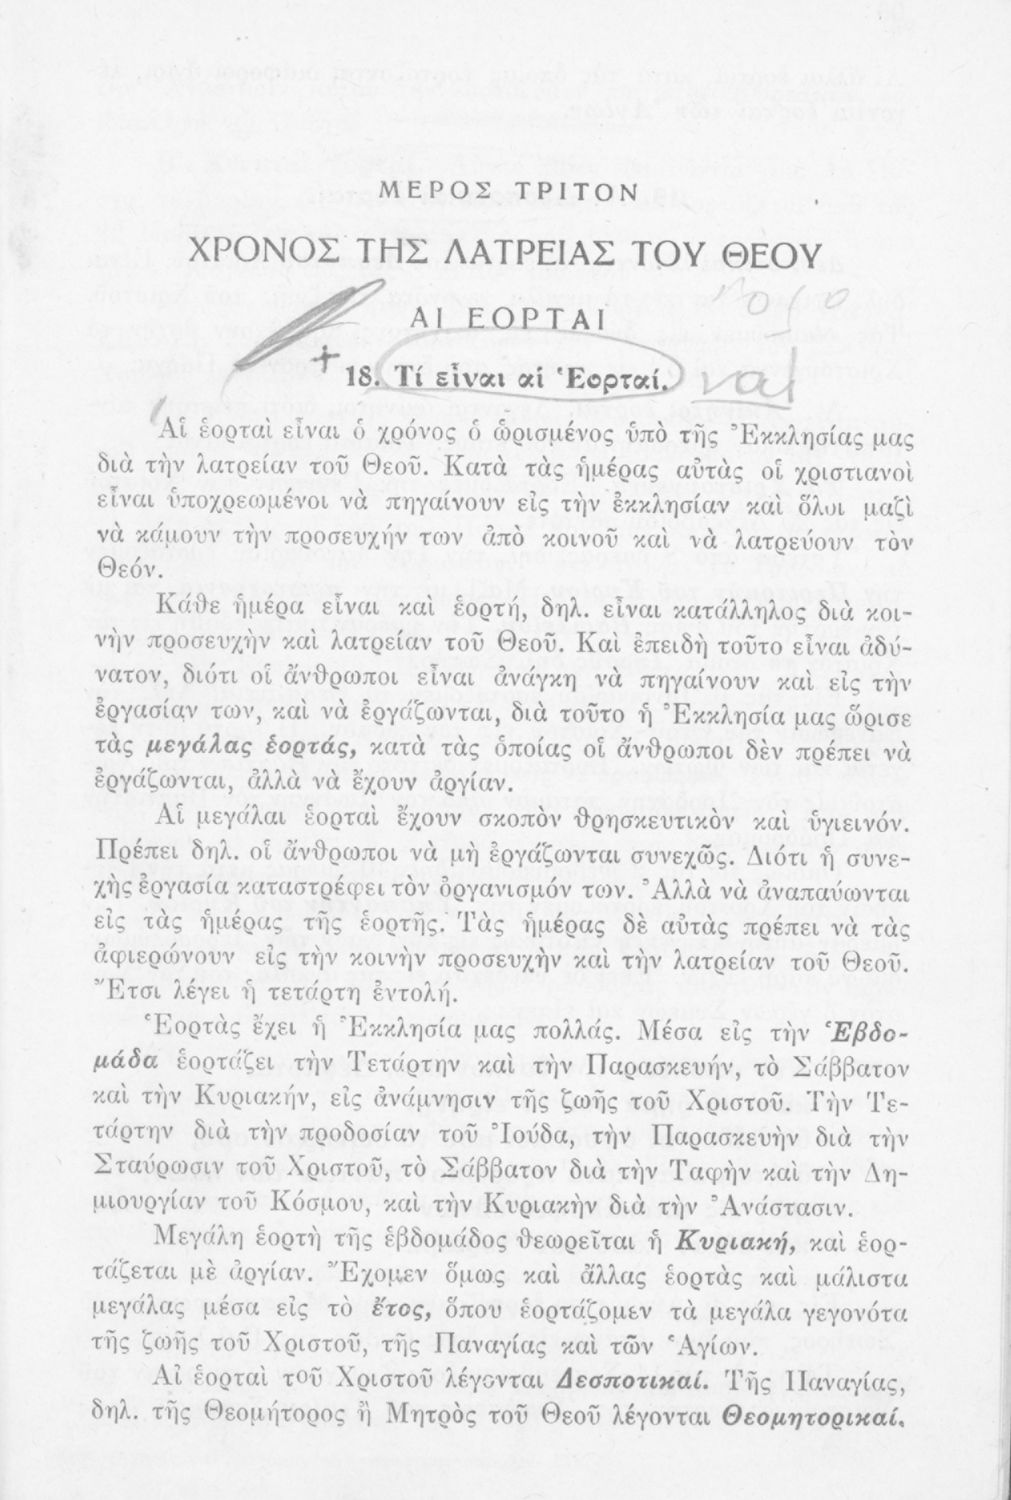 ΜΕΡΟΣ ΤΡΙΤΟΝ
ΧΡΟΝΟΣ ΤΗΣ ΛΑΤΡΕΙΑΣ ΤΟΥ ΘΕΟΥ
ΑΙ ΕΟΡΤΑΙ
+ 18. Τί εἶναι αἱ Ἑορταί. ναί
Αἱ ἑορταὶ εἶναι ὁ χρόνος ὁ ὡρισμένος ὑπὸ τῆς Ἐκκλησίας μας
διὰ τὴν λατρείαν τοῦ Θεοῦ. Κατὰ τὰς ἡμέρας αὐτὰς οἱ χριστιανοὶ
εἶναι ὑποχρεωμένοι νὰ πηγαίνουν εἰς τὴν ἐκκλησίαν καὶ ὅλοι μαζὶ
νὰ κάμουν τὴν προσευχήν των ἀπὸ κοινοῦ καὶ νὰ λατρεύουν τὸν
Θεόν.
Κάθε ἡμέρα εἶναι καὶ ἑορτή, δηλ. εἶναι κατάλληλος διὰ κοι-
νὴν προσευχὴν καὶ λατρείαν τοῦ Θεοῦ. Καὶ ἐπειδὴ τοῦτο εἶναι ἀδύ-
νατον, διότι οἱ ἄνθρωποι εἶναι ἀνάγκη νὰ πηγαίνουν καὶ εἰς τὴν
ἐργασίαν των, καὶ νὰ ἐργάζωνται, διὰ τοῦτο ἡ Ἐκκλησία μας ὥρισε
τὰς μεγάλας ἑορτάς, κατὰ τὰς ὁποίας οἱ ἄνθρωποι δὲν πρέπει νὰ
ἐργάζωνται, ἀλλὰ νὰ ἔχουν ἀργίαν.
Αἱ μεγάλαι ἑορταὶ ἔχουν σκοπὸν θρησκευτικὸν καὶ ὑγιεινόν.
Πρέπει δηλ. οἱ ἄνθρωποι νὰ μὴ ἐργάζωνται συνεχῶς. Διότι ἡ συνε-
χὴς ἐργασία καταστρέφει τὸν ὀργανισμόν των. Ἀλλὰ νὰ ἀναπαύωνται
εἰς τὰς ἡμέρας τῆς ἑορτῆς. Τὰς ἡμέρας δὲ αὐτὰς πρέπει νὰ τὰς
ἀφιερώνουν εἰς τὴν κοινὴν προσευχὴν καὶ τὴν λατρείαν τοῦ Θεοῦ.
Ἔτσι λέγει ἡ τετάρτη ἐντολή.
Ἑορτὰς ἔχει ἡ Ἐκκλησία μας πολλάς. Μέσα εἰς τὴν Ἑβδο-
μάδα ἑορτάζει τὴν Τετάρτην καὶ τὴν Παρασκευήν, τὸ Σάββατον
καὶ τὴν Κυριακήν, εἰς ἀνάμνησιν τῆς ζωῆς τοῦ Χριστοῦ. Τὴν Τε-
τάρτην διὰ τὴν προδοσίαν τοῦ Ἰούδα, τὴν Παρασκευὴν διὰ τὴν
Σταύρωσιν τοῦ Χριστοῦ, τὸ Σάββατον διὰ τὴν Ταφὴν καὶ τὴν Δη-
μιουργίαν τοῦ Κόσμου, καὶ τὴν Κυριακὴν διὰ τὴν Ἀνάστασιν.
Μεγάλη ἑορτὴ τῆς ἑβδομάδος θεωρεῖται ἡ Κυριακή, καὶ ἑορ-
τάζεται μὲ ἀργίαν. Ἔχομεν ὅμως καὶ ἄλλας ἑορτὰς καὶ μάλιστα
μεγάλας μέσα εἰς τὸ ἔτος, ὅπου ἑορτάζομεν τὰ μεγάλα γεγονότα
τῆς ζωῆς τοῦ Χριστοῦ, τῆς Παναγίας καὶ τῶν Ἁγίων.
Αἱ ἑορταὶ τοῦ Χριστοῦ λέγονται Δεσποτικαί. Τῆς Παναγίας,
δηλ. τῆς Θεομήτορος ἢ Μητρὸς τοῦ Θεοῦ λέγονται Θεομητορικαί.